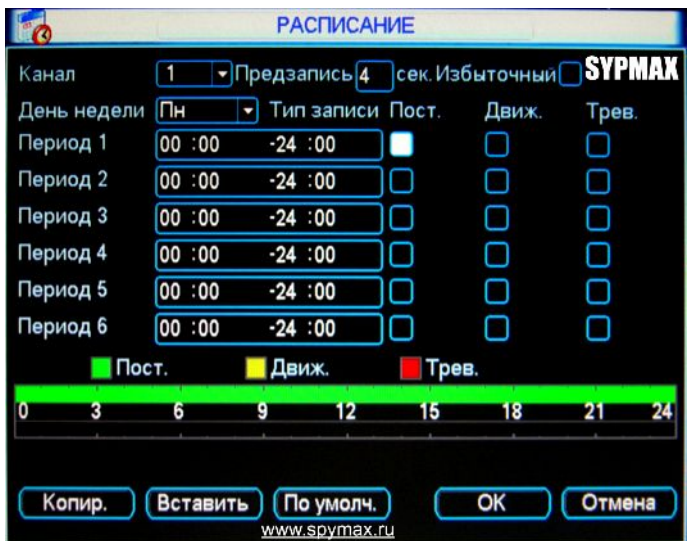 РАСПИСАНИЕ
Канал 1 Предзапись 4 сек. Избыточный SYPMAX
День недели Пн Тип записи Пост. Движ. Трев.
Период 1 00 :00 -24 :00
Период 2 00 :00 -24 :00
Период 3 00 :00 -24 :00
Период 4 00 :00 -24 :00
Период 5 00 :00 -24 :00
Период 6 00 :00 -24 :00
Пост. Движ. Трев.
0 3 6 9 12 15 18 21 24
Копир. Вставить По умолч. OK Отмена
www.spymax.ru